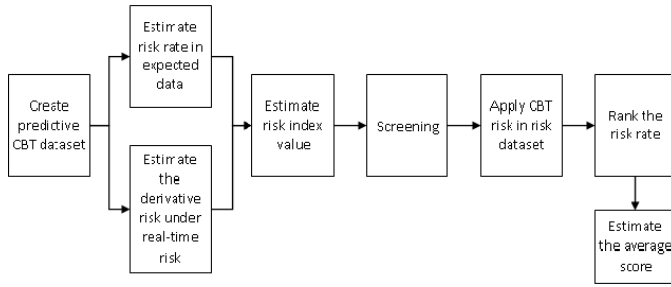 Create
predictive
CBT dataset
Estimate
risk rate in
expected
data
Estimate
the
derivative
risk under
real-time
risk
Estimate
risk index
value
Screening
Apply CBT
risk in risk
dataset
Rank the
risk rate
Estimate
the average
score